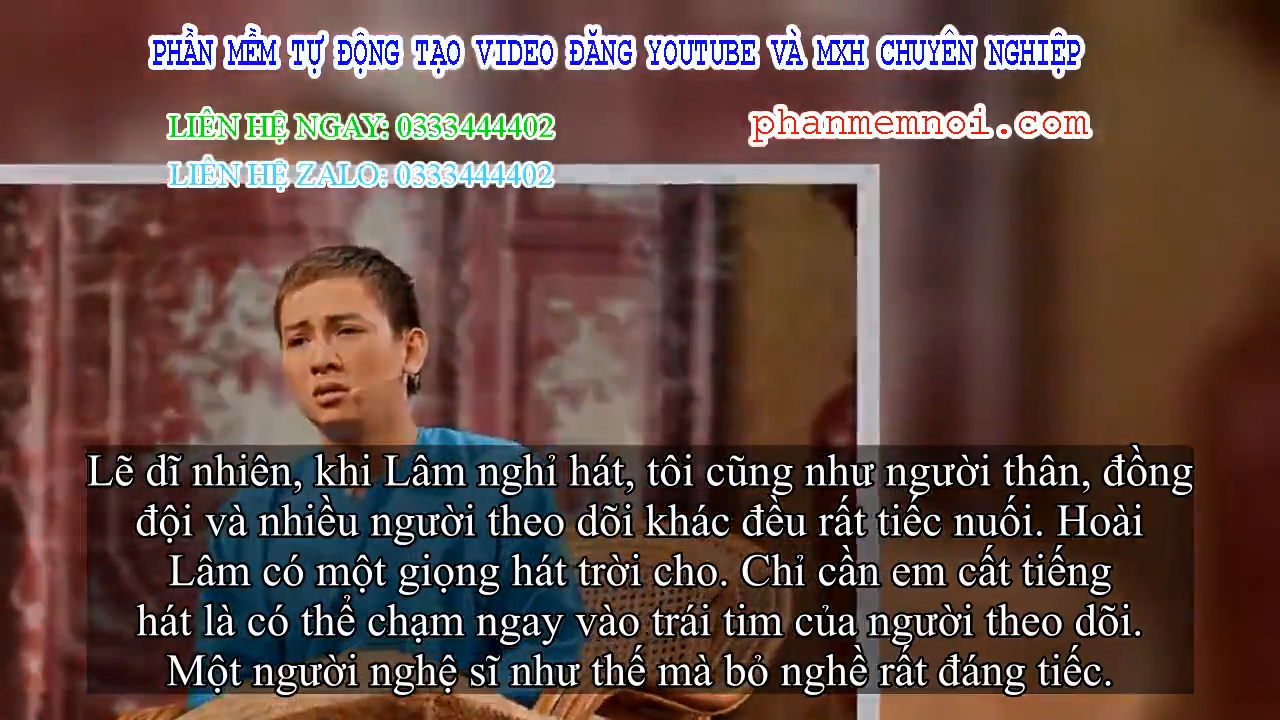 PHẦN MỀM TỰ ĐỘNG TẠO VIDEO ĐĂNG YOUTUBE VÀ MXH CHUYÊN NGHIỆP
LIÊN HỆ NGAY: 0333444402
phanmemnoi.com
LIÊN HỆ ZALO: 0333444402
Lẽ dĩ nhiên, khi Lâm nghỉ hát, tôi cũng như người thân, đồng
đội và nhiều người theo dõi khác đều rất tiếc nuối. Hoài
Lâm có một giọng hát trời cho. Chỉ cần em cất tiếng
hát là có thể chạm ngay vào trái tim của người theo dõi.
Một người nghệ sĩ như thế mà bỏ nghề rất đáng tiếc.